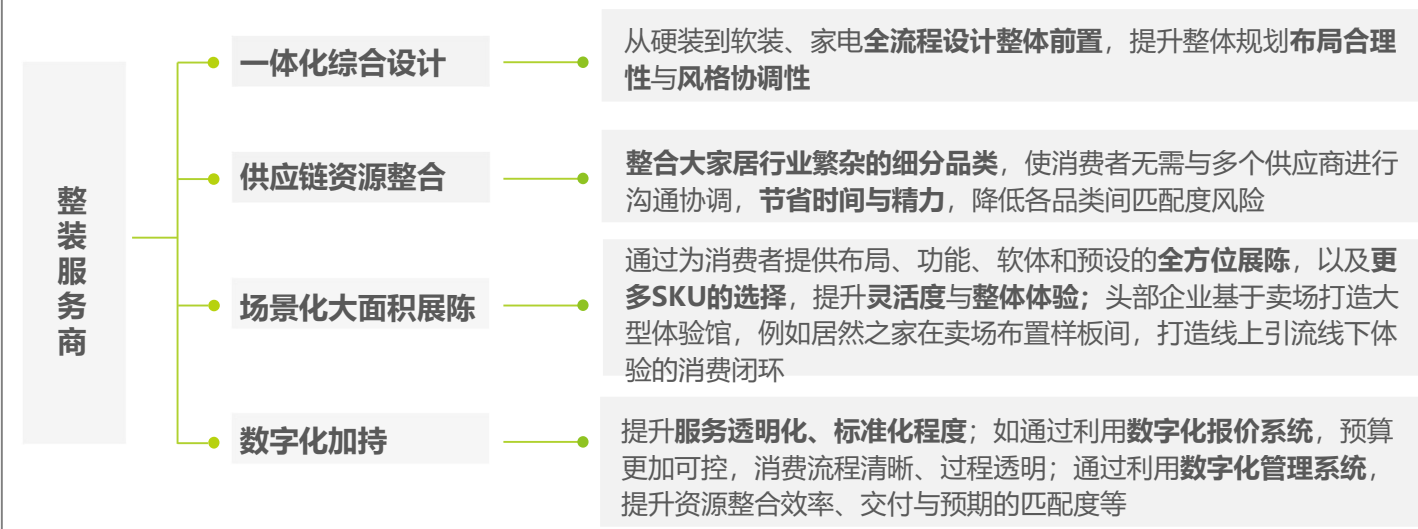 整装服务商
一体化综合设计
从硬装到软装、家电全流程设计整体前置，提升整体规划布局合理
性与风格协调性
供应链资源整合
整合大家居行业繁杂的细分品类，使消费者无需与多个供应商进行
沟通协调，节省时间与精力，降低各品类间匹配度风险
场景化大面积展陈
通过为消费者提供布局、功能、软体和预设的全方位展陈，以及更
多SKU的选择，提升灵活度与整体体验；头部企业基于卖场打造大
型体验馆，例如居然之家在卖场布置样板间，打造线上引流线下体
验的消费闭环
数字化加持
提升服务透明化、标准化程度；如通过利用数字化报价系统，预算
更加可控，消费流程清晰、过程透明；通过利用数字化管理系统，
提升资源整合效率、交付与预期的匹配度等